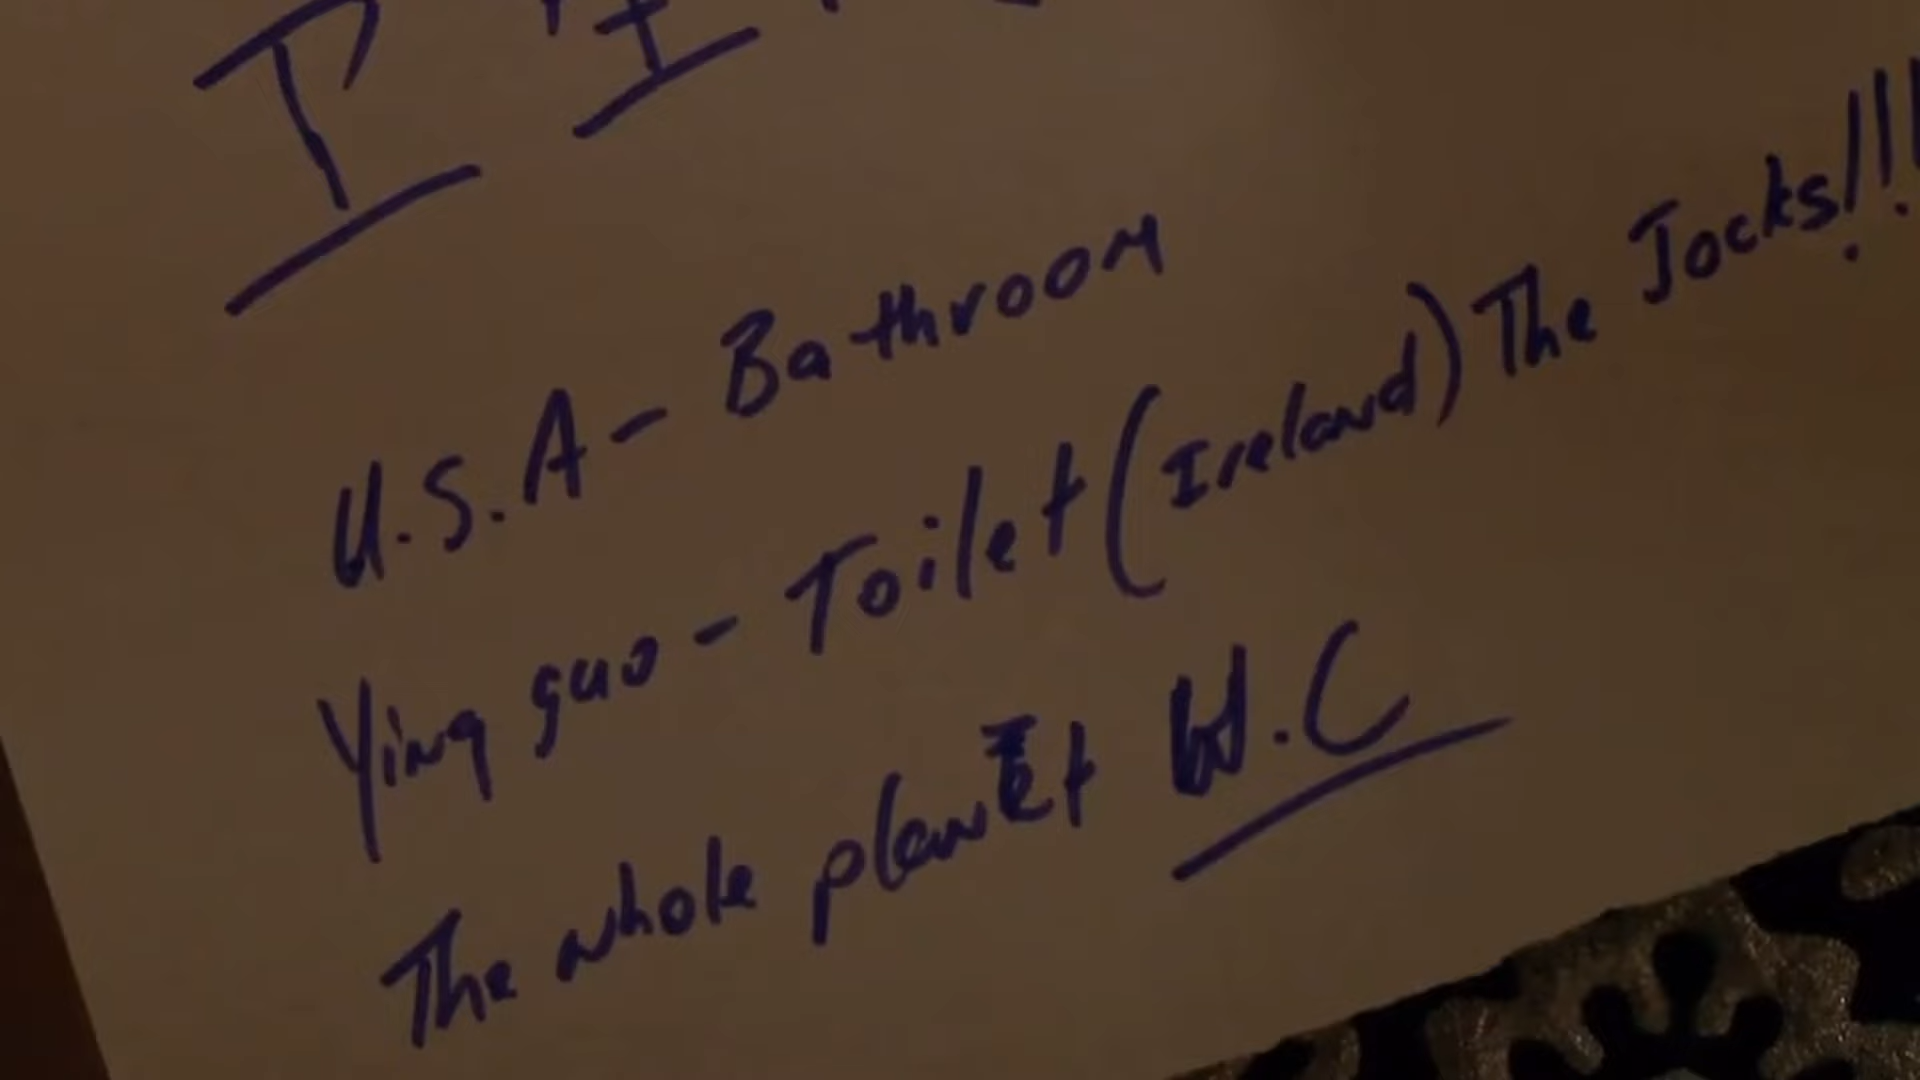 U.S.A - Bathroom
Ying guo - Toilet (Ireland) The Jocks!!!
The whole planet W.C